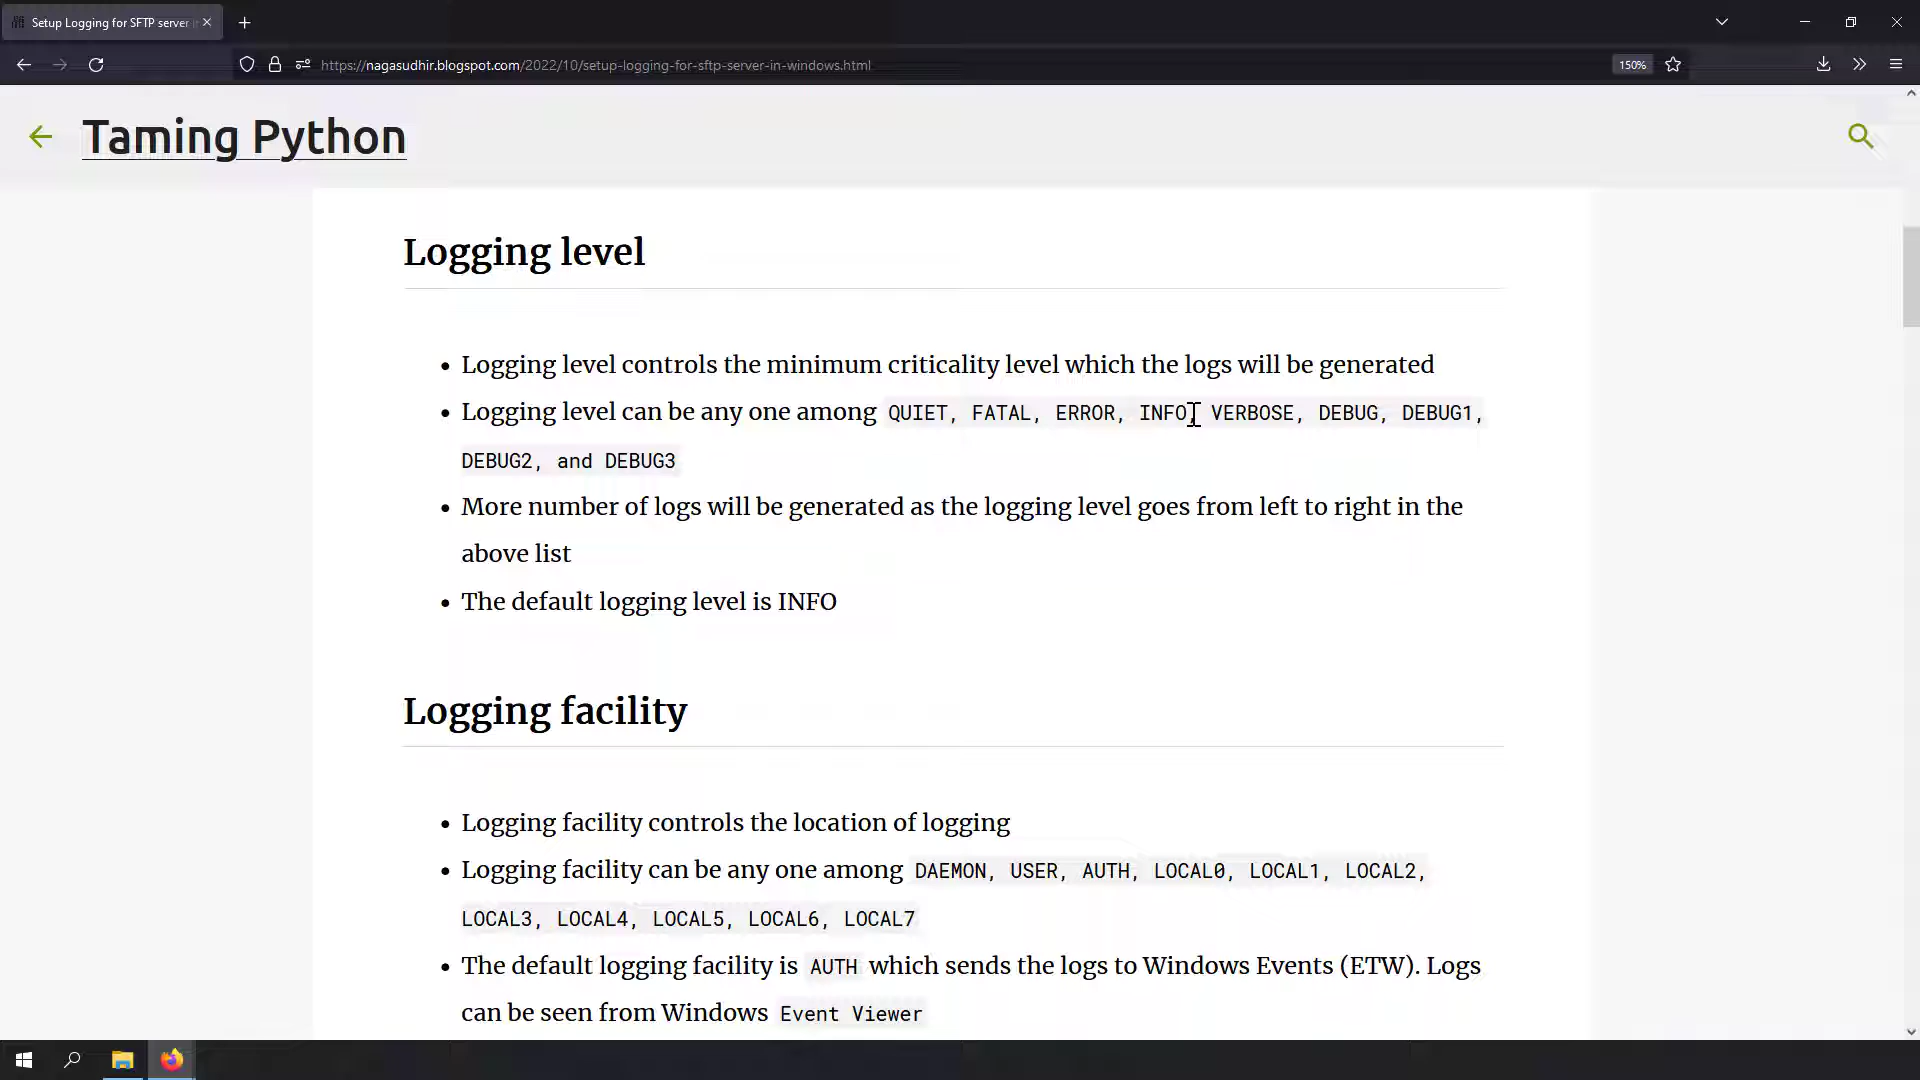 Setup Logging for SFTP server i
https://nagasudhir.blogspot.com/2022/10/setup-logging-for-sftp-server-in-windows.html
150%
Taming Python
Logging level
• Logging level controls the minimum criticality level which the logs will be generated
• Logging level can be any one among QUIET, FATAL, ERROR, INFO, VERBOSE, DEBUG, DEBUG1,
DEBUG2, and DEBUG3
• More number of logs will be generated as the logging level goes from left to right in the
above list
• The default logging level is INFO
Logging facility
• Logging facility controls the location of logging
• Logging facility can be any one among DAEMON, USER, AUTH, LOCAL0, LOCAL1, LOCAL2,
LOCAL3, LOCAL4, LOCAL5, LOCAL6, LOCAL7
• The default logging facility is AUTH which sends the logs to Windows Events (ETW). Logs
can be seen from Windows Event Viewer